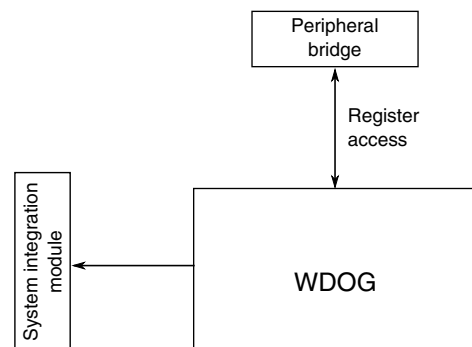 Peripheral
bridge
Register
access
System integration
module
WDOG